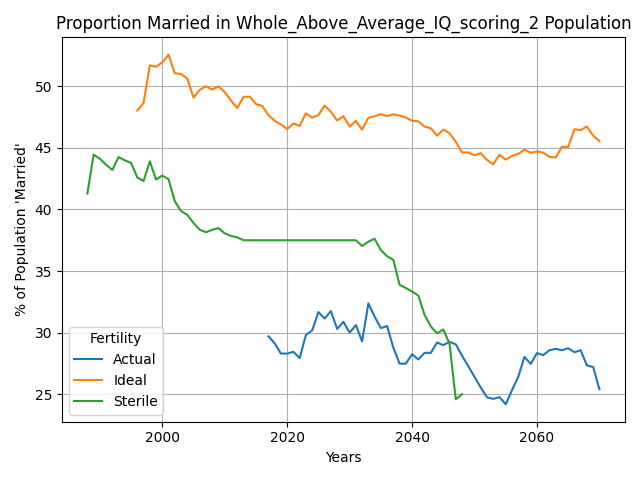 Proportion Married in Whole_Above_Average_IQ_scoring_2 Population
% of Population 'Married'
50
45
40
35
30
25
Fertility
Actual
Ideal
Sterile
2000
2020
2040
2060
Years